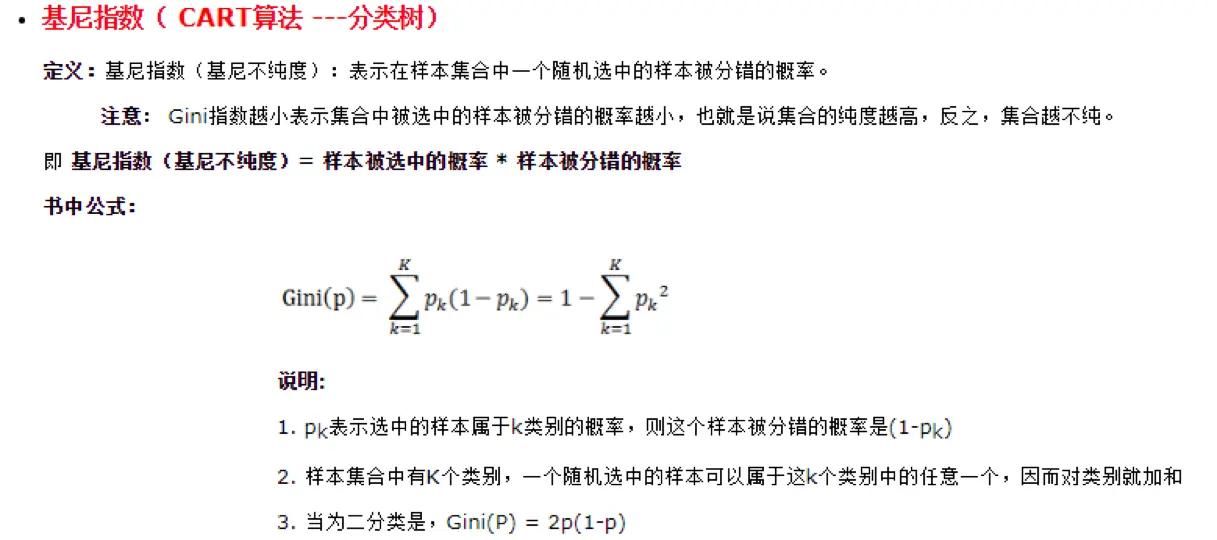 • 基尼指数（ CART算法 ---分类树）
定义：基尼指数（基尼不纯度）：表示在样本集合中一个随机选中的样本被分错的概率。
注意： Gini指数越小表示集合中被选中的样本被分错的概率越小，也就是说集合的纯度越高，反之，集合越不纯。
即 基尼指数（基尼不纯度）= 样本被选中的概率 * 样本被分错的概率
书中公式：
Gini(p) = ∑_{k=1}^{K} p_k(1 − p_k) = 1 − ∑_{k=1}^{K} p_k²
说明:
1. p_k表示选中的样本属于k类别的概率，则这个样本被分错的概率是(1-p_k)
2. 样本集合中有K个类别，一个随机选中的样本可以属于这k个类别中的任意一个，因而对类别就加和
3. 当为二分类是，Gini(P) = 2p(1-p)